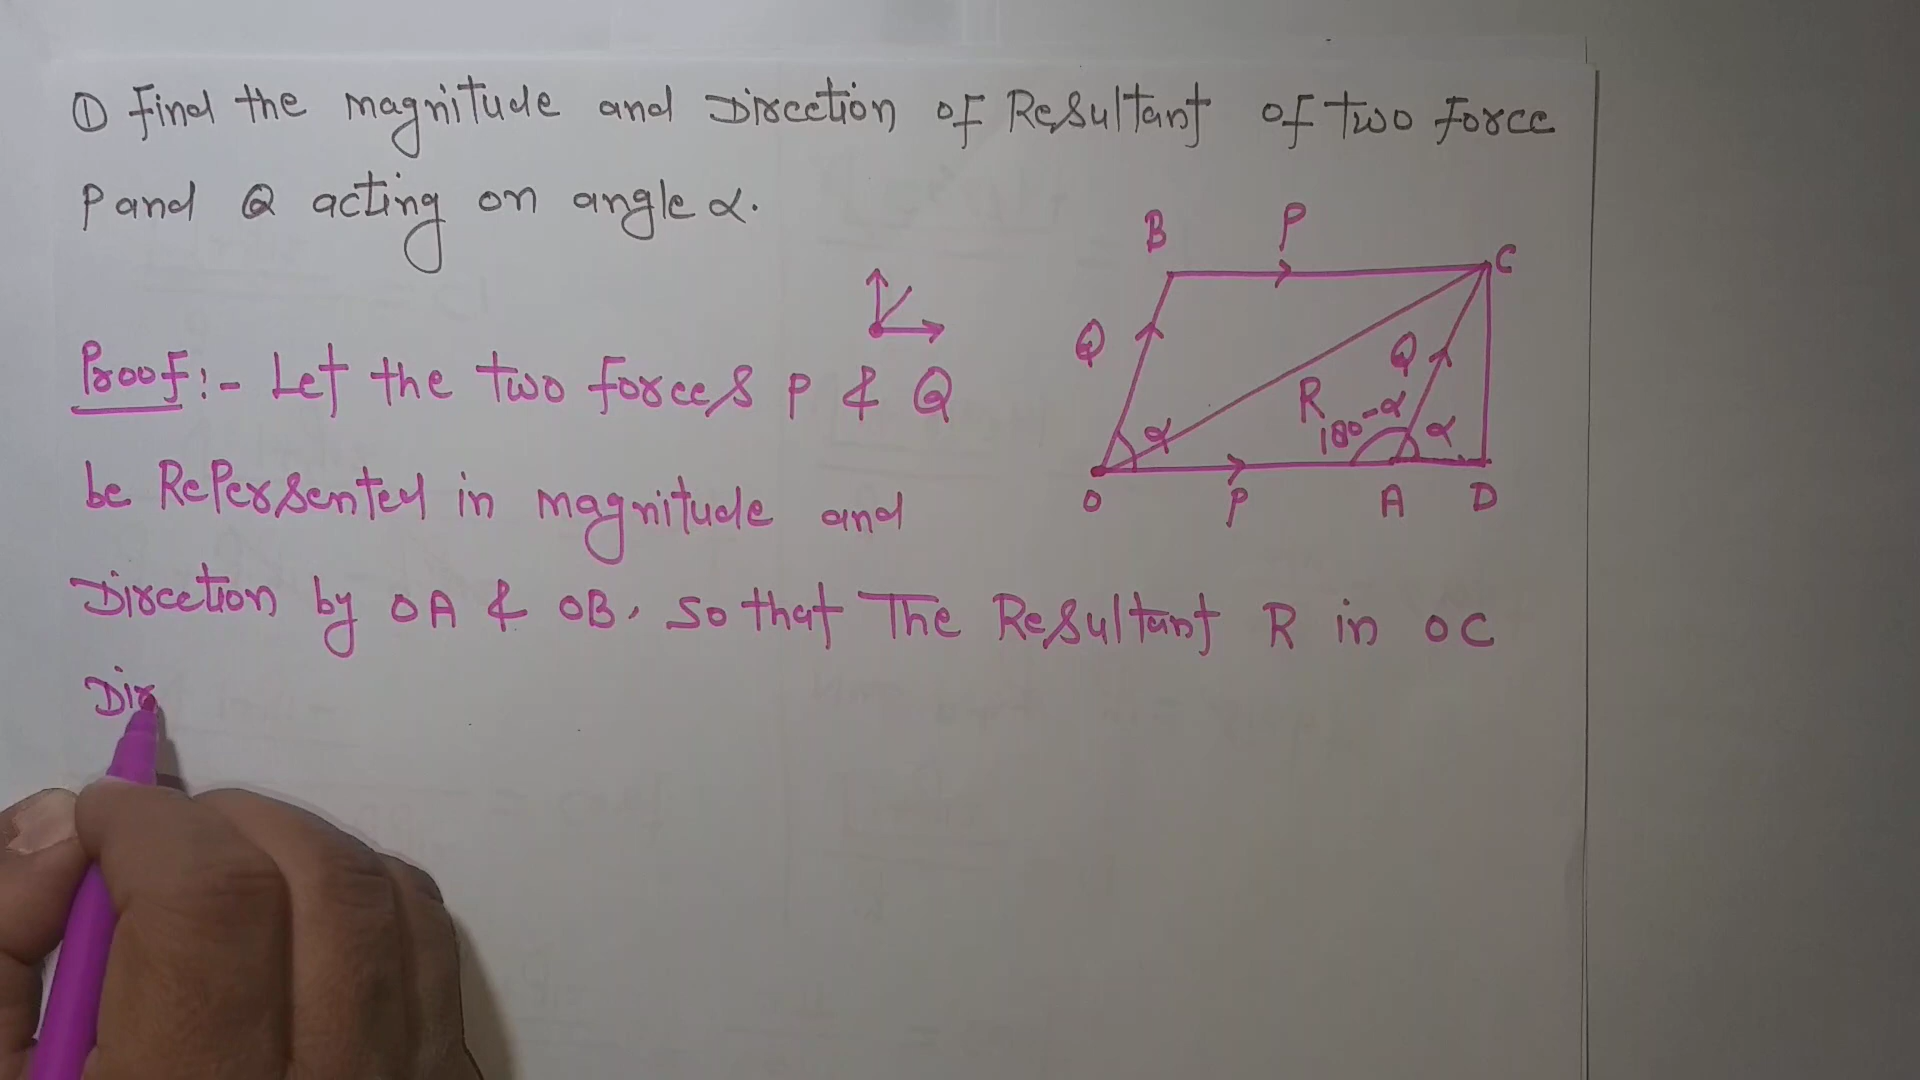 ① Find the magnitude and Direction of Resultant of two Force
P and Q acting on angle α.
B P C
Proof:- Let the two forces P & Q
Q Q
R 180-α α
α
be RePersented in magnitude and
O P A D
Direction by OA & OB. So that The Resultant R in OC
Dir